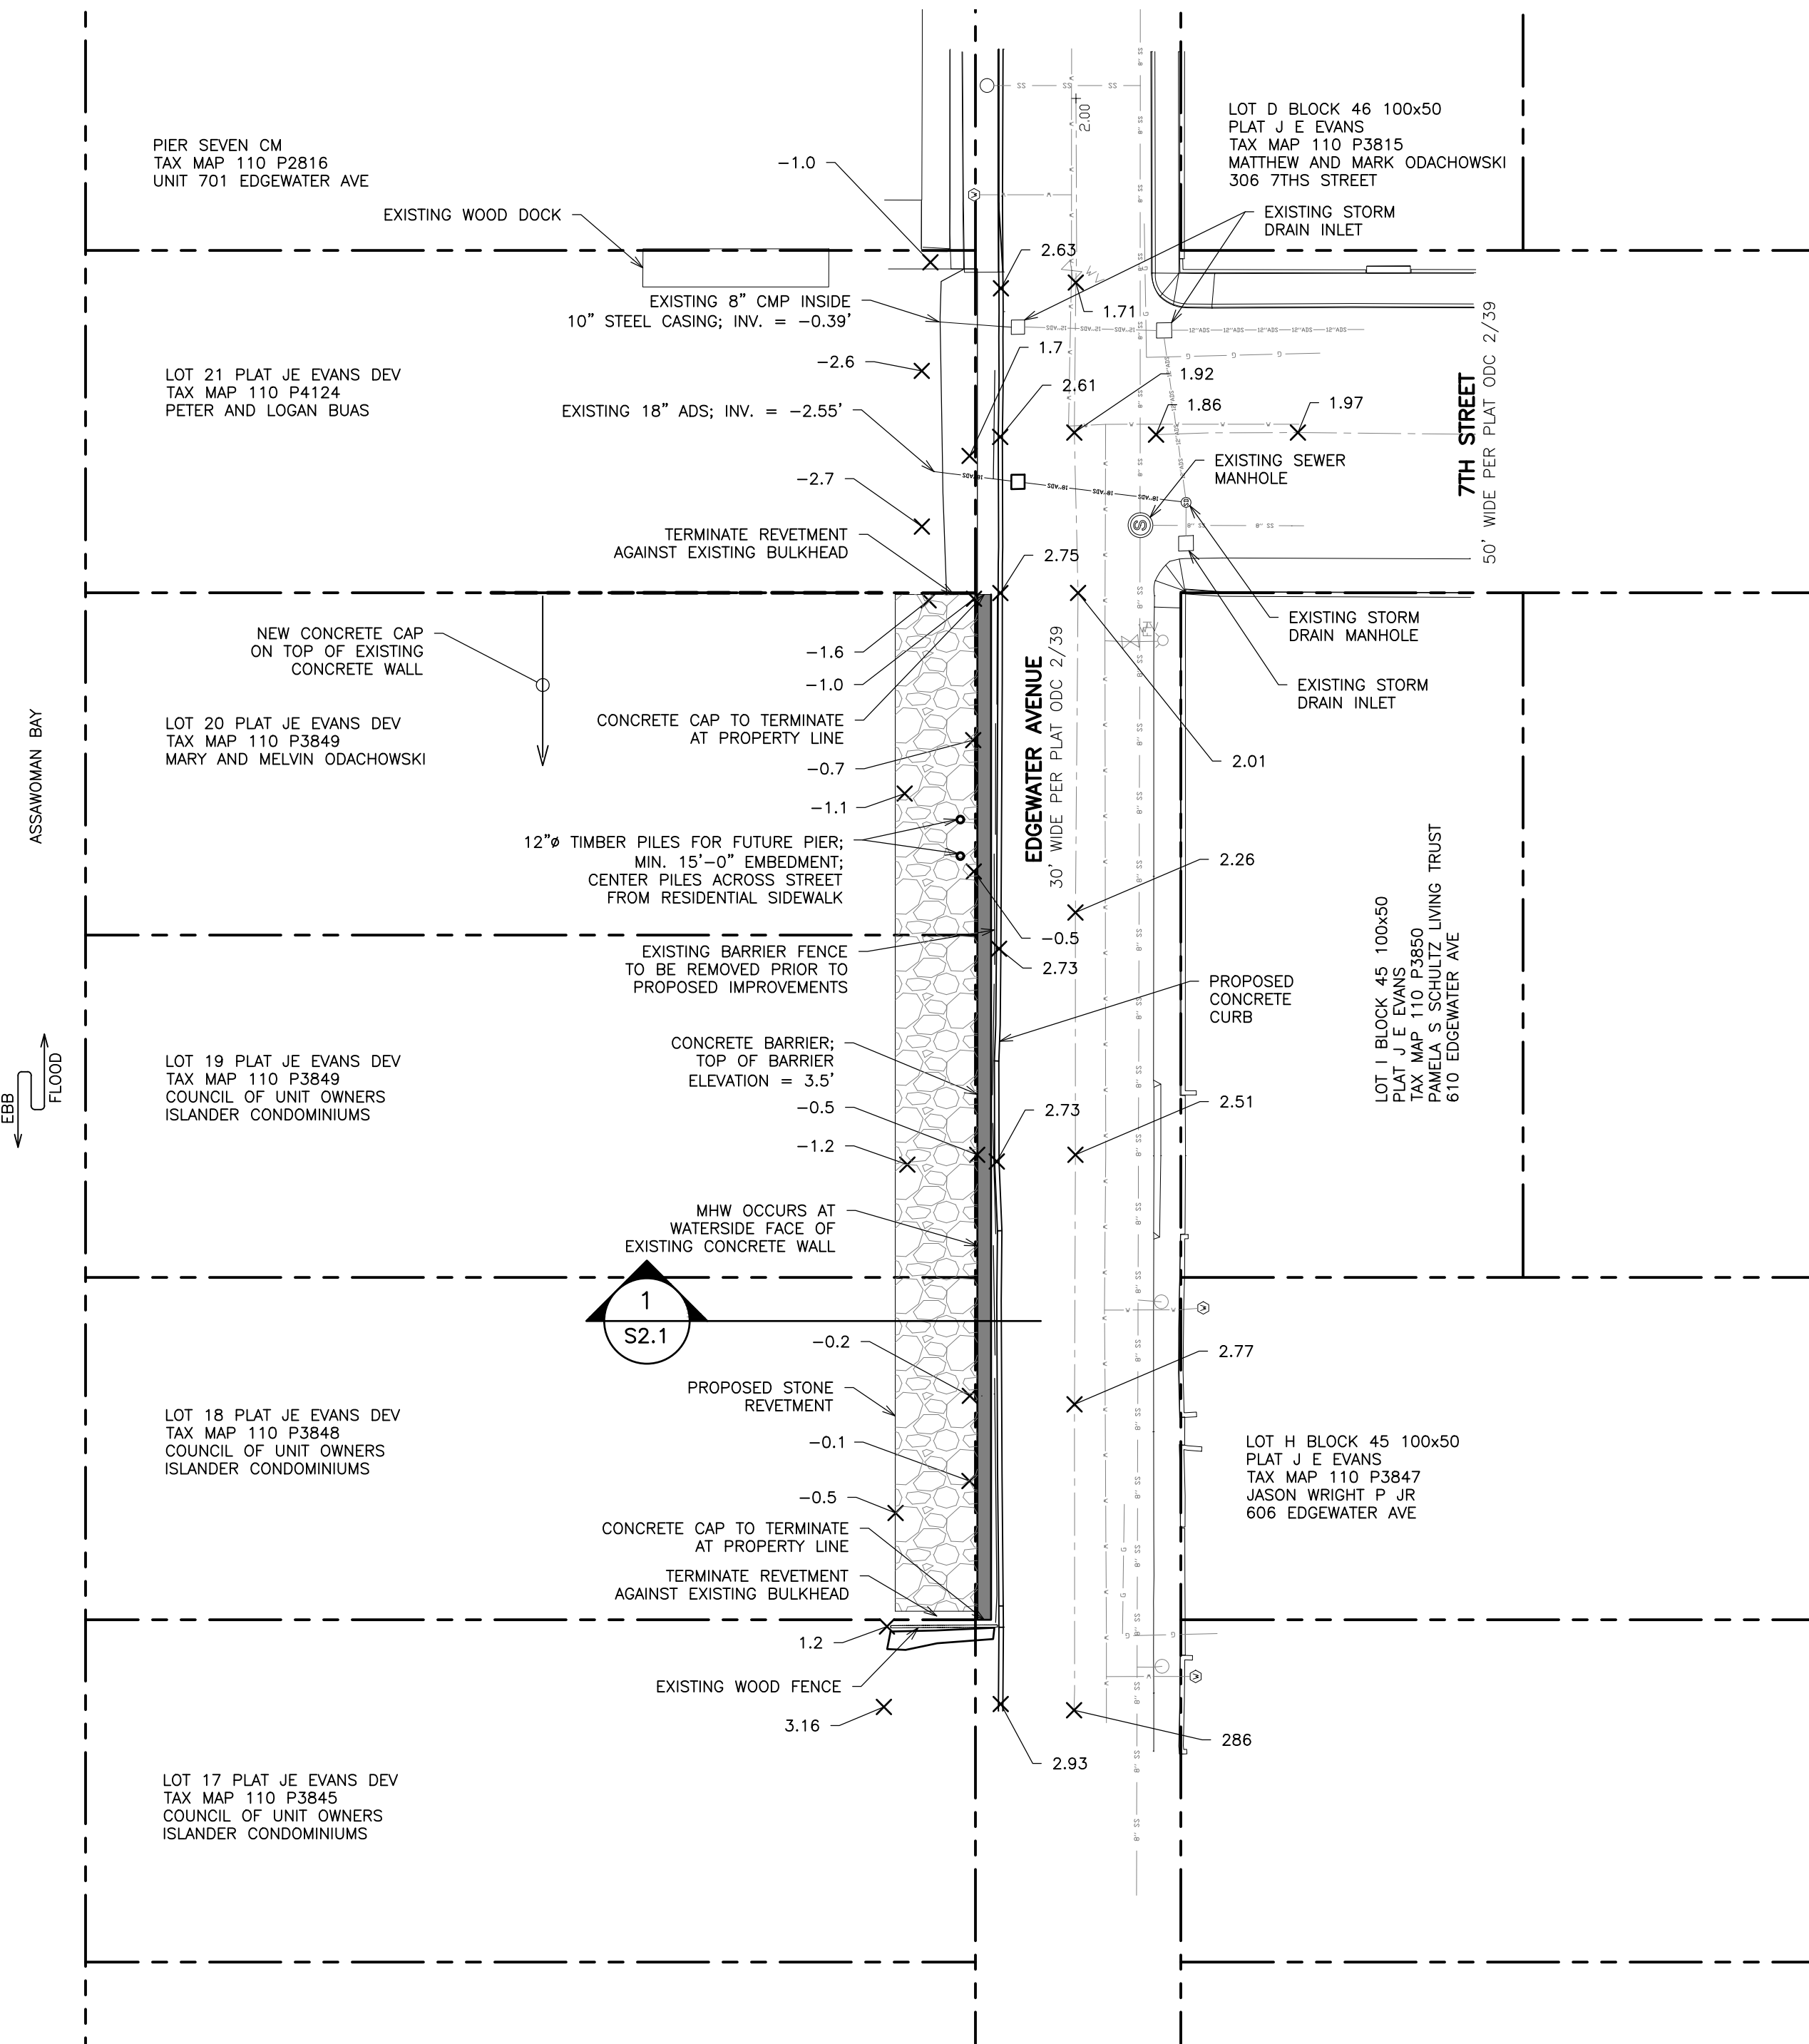 PIER SEVEN CM
TAX MAP 110 P2816
UNIT 701 EDGEWATER AVE
EXISTING WOOD DOCK
-1.0
2.00
LOT D BLOCK 46 100x50
PLAT J E EVANS
TAX MAP 110 P3815
MATTHEW AND MARK ODACHOWSKI
306 7THS STREET
EXISTING STORM
DRAIN INLET
2.63
EXISTING 8" CMP INSIDE
10" STEEL CASING; INV. = -0.39'
1.71
-2.6
1.7
LOT 21 PLAT JE EVANS DEV
TAX MAP 110 P4124
PETER AND LOGAN BUAS
2.61
1.92
1.86
1.97
EXISTING 18" ADS; INV. = -2.55'
7TH STREET
50' WIDE PER PLAT ODC 2/39
EXISTING SEWER
MANHOLE
-2.7
S
TERMINATE REVETMENT
AGAINST EXISTING BULKHEAD
2.75
EXISTING STORM
DRAIN MANHOLE
NEW CONCRETE CAP
ON TOP OF EXISTING
CONCRETE WALL
-1.6
-1.0
EXISTING STORM
DRAIN INLET
CONCRETE CAP TO TERMINATE
AT PROPERTY LINE
EDGEWATER AVENUE
30' WIDE PER PLAT ODC 2/39
LOT 20 PLAT JE EVANS DEV
TAX MAP 110 P3849
MARY AND MELVIN ODACHOWSKI
ASSAWOMAN BAY
-0.7
2.01
-1.1
12"ø TIMBER PILES FOR FUTURE PIER;
MIN. 15'-0" EMBEDMENT;
CENTER PILES ACROSS STREET
FROM RESIDENTIAL SIDEWALK
2.26
-0.5
EXISTING BARRIER FENCE
TO BE REMOVED PRIOR TO
PROPOSED IMPROVEMENTS
2.73
PROPOSED
CONCRETE
CURB
LOT I BLOCK 45 100x50
PLAT J E EVANS
TAX MAP 110 P3850
PAMELA S SCHULTZ LIVING TRUST
610 EDGEWATER AVE
CONCRETE BARRIER;
TOP OF BARRIER
ELEVATION = 3.5'
EBB
FLOOD
LOT 19 PLAT JE EVANS DEV
TAX MAP 110 P3849
COUNCIL OF UNIT OWNERS
ISLANDER CONDOMINIUMS
-0.5
2.73
2.51
-1.2
MHW OCCURS AT
WATERSIDE FACE OF
EXISTING CONCRETE WALL
1
S2.1
-0.2
2.77
PROPOSED STONE
REVETMENT
LOT 18 PLAT JE EVANS DEV
TAX MAP 110 P3848
COUNCIL OF UNIT OWNERS
ISLANDER CONDOMINIUMS
-0.1
LOT H BLOCK 45 100x50
PLAT J E EVANS
TAX MAP 110 P3847
JASON WRIGHT P JR
606 EDGEWATER AVE
-0.5
CONCRETE CAP TO TERMINATE
AT PROPERTY LINE
TERMINATE REVETMENT
AGAINST EXISTING BULKHEAD
1.2
EXISTING WOOD FENCE
3.16
286
2.93
LOT 17 PLAT JE EVANS DEV
TAX MAP 110 P3845
COUNCIL OF UNIT OWNERS
ISLANDER CONDOMINIUMS